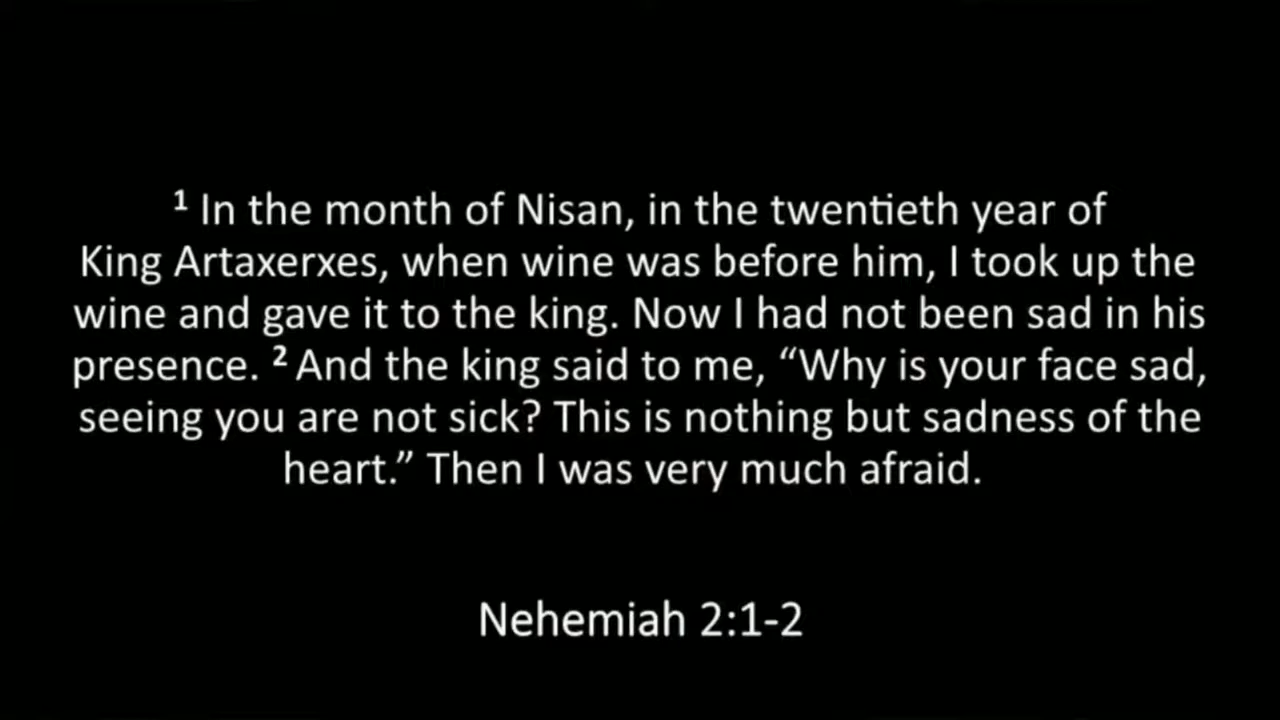 ¹ In the month of Nisan, in the twentieth year of
King Artaxerxes, when wine was before him, I took up the
wine and gave it to the king. Now I had not been sad in his
presence. ² And the king said to me, “Why is your face sad,
seeing you are not sick? This is nothing but sadness of the
heart.” Then I was very much afraid.
Nehemiah 2:1-2